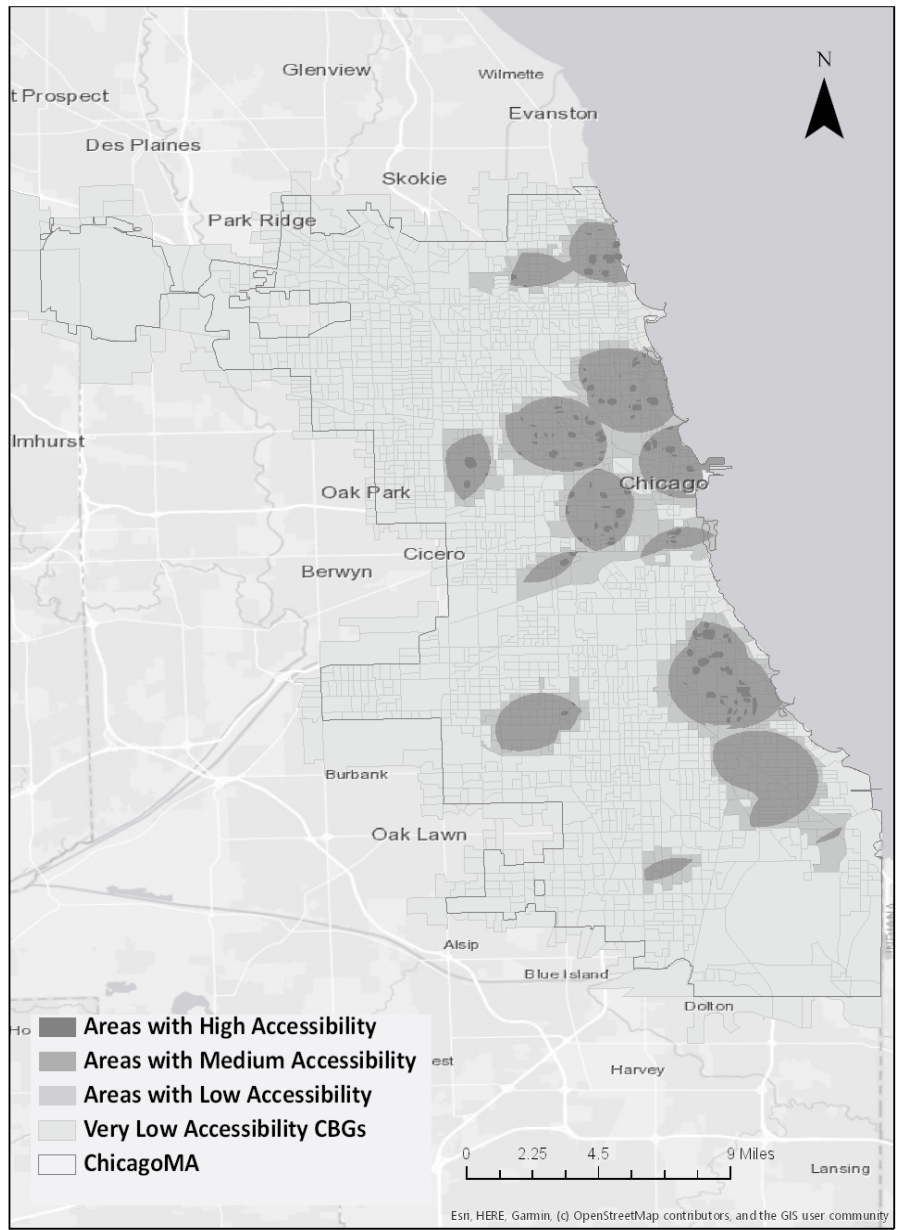 Glenview
Wilmette
t Prospect
Evanston
N
Des Plaines
Skokie
Park Ridge
lmhurst
Chicago
Oak Park
Cicero
Berwyn
Burbank
Oak Lawn
Alsip
Blue Island
Dolton
Ho
Areas with High Accessibility
Areas with Medium Accessibility
est
Areas with Low Accessibility
Harvey
Very Low Accessibility CBGs
ChicagoMA
0 2.25 4.5 9 Miles
Lansing
Esri, HERE, Garmin, (c) OpenStreetMap contributors, and the GIS user community